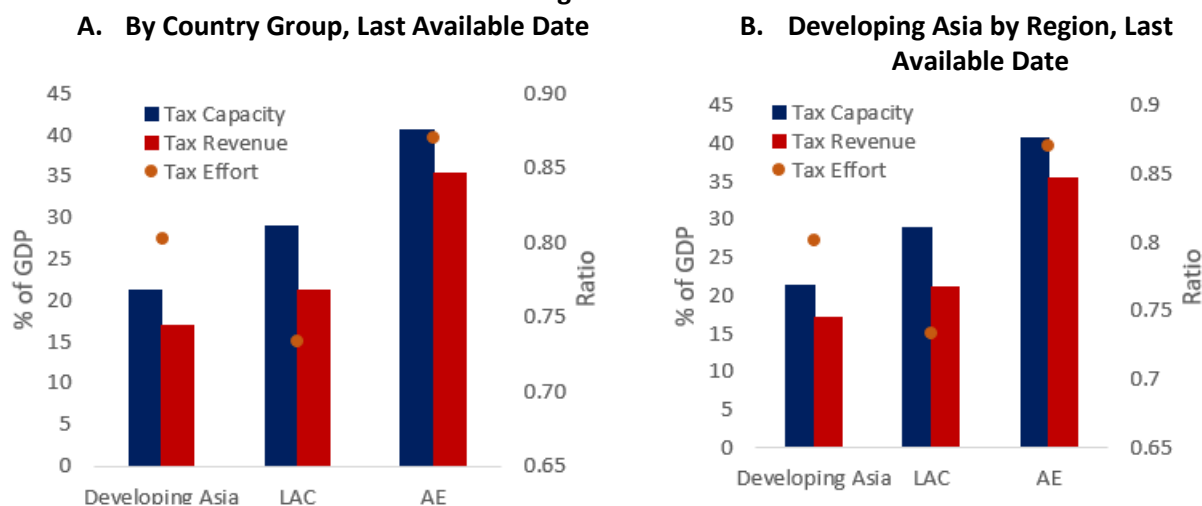 A. By Country Group, Last Available Date
45
40
35
30
25
20
15
10
5
0
% of GDP
Tax Capacity
Tax Revenue
Tax Effort
0.90
0.85
0.80
0.75
0.70
0.65
Ratio
Developing Asia LAC AE
B. Developing Asia by Region, Last
Available Date
45
40
35
30
25
20
15
10
5
0
% of GDP
Tax Capacity
Tax Revenue
Tax Effort
0.9
0.85
0.8
0.75
0.7
0.65
Ratio
Developing Asia LAC AE